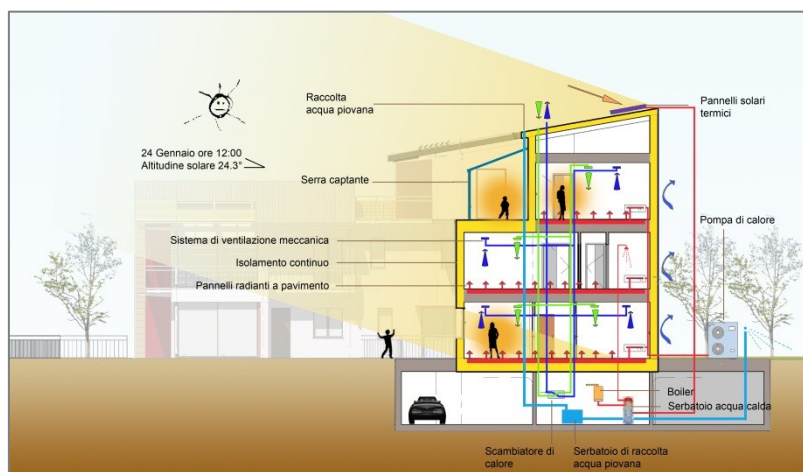 Raccolta
acqua piovana
Pannelli solari
termici
24 Gennaio ore 12:00
Altitudine solare 24.3°
Serra captante
Pompa di calore
Sistema di ventilazione meccanica
Isolamento continuo
Pannelli radianti a pavimento
Boiler
Serbatoio acqua calda
Scambiatore di
calore
Serbatoio di raccolta
acqua piovana